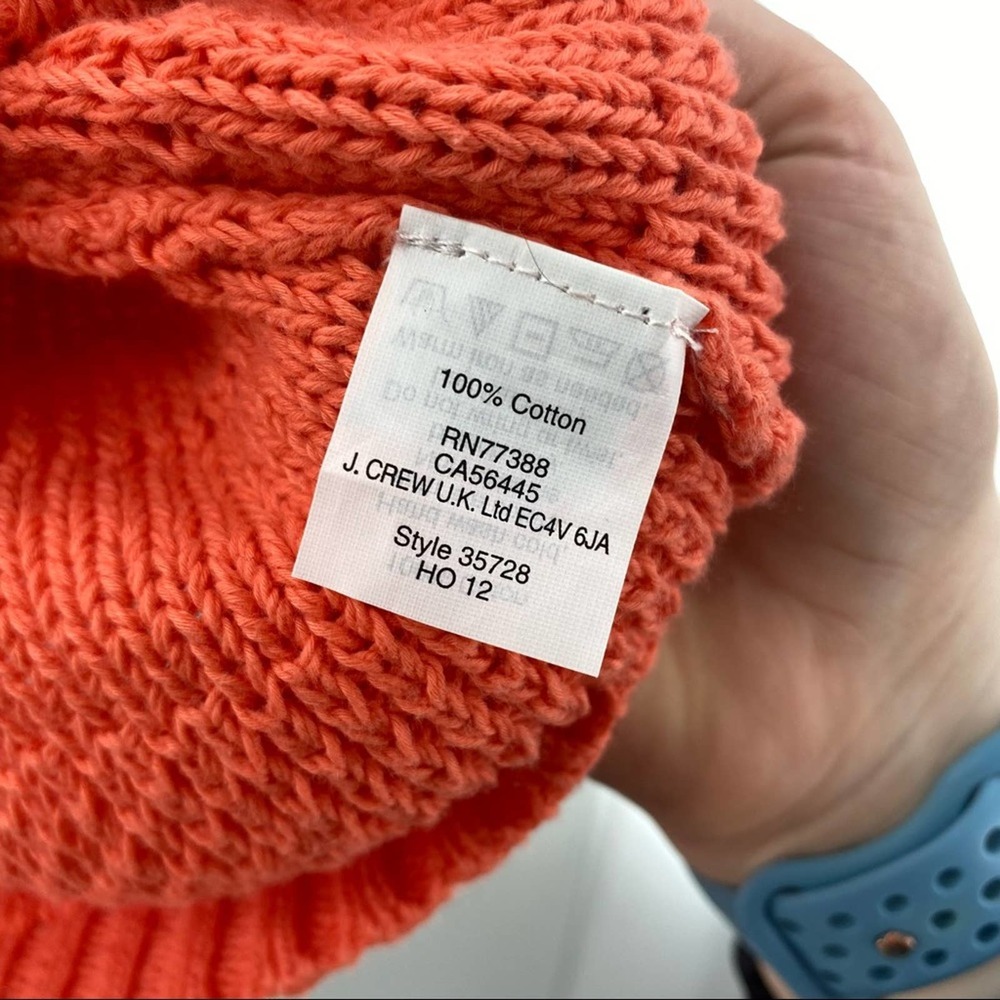 100% Cotton
RN77388
CA56445
J. CREW U.K. Ltd EC4V 6JA
Style 35728
HO 12